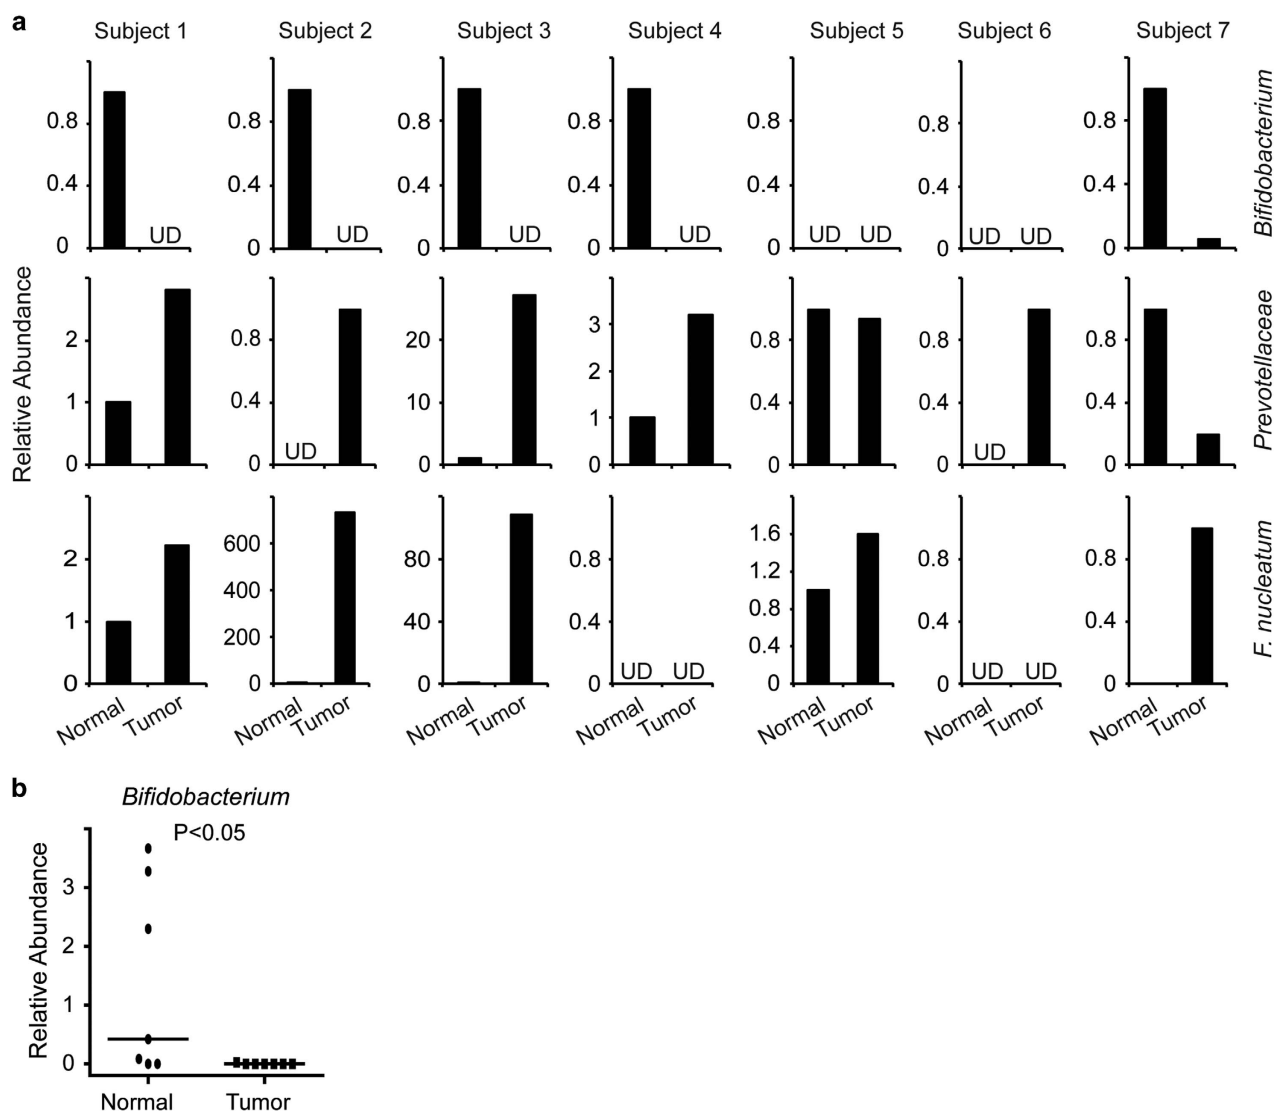 a
Subject 1 Subject 2 Subject 3 Subject 4 Subject 5 Subject 6 Subject 7
0.8 0.8 0.8 0.8 0.8 0.8 0.8
0.4 0.4 0.4 0.4 0.4 0.4 0.4
UD UD UD UD UD UD UD UD
0 0 0 0 0 0 0
Bifidobacterium
Relative Abundance
2 0.8 20 3 0.8 0.8 0.8
2
1 0.4 10 1 0.4 0.4 0.4
UD UD
0 0 0 0 0 0 0
Prevotellaceae
2 600 80 0.8 1.6 0.8 0.8
400 1.2
1 200 40 0.4 0.8 0.4 0.4
0.4
UD UD UD UD
0 0 0 0 0 0 0
F. nucleatum
Normal Tumor Normal Tumor Normal Tumor Normal Tumor Normal Tumor Normal Tumor Normal Tumor
b
Bifidobacterium
P<0.05
Relative Abundance
3
2
1
0
Normal Tumor